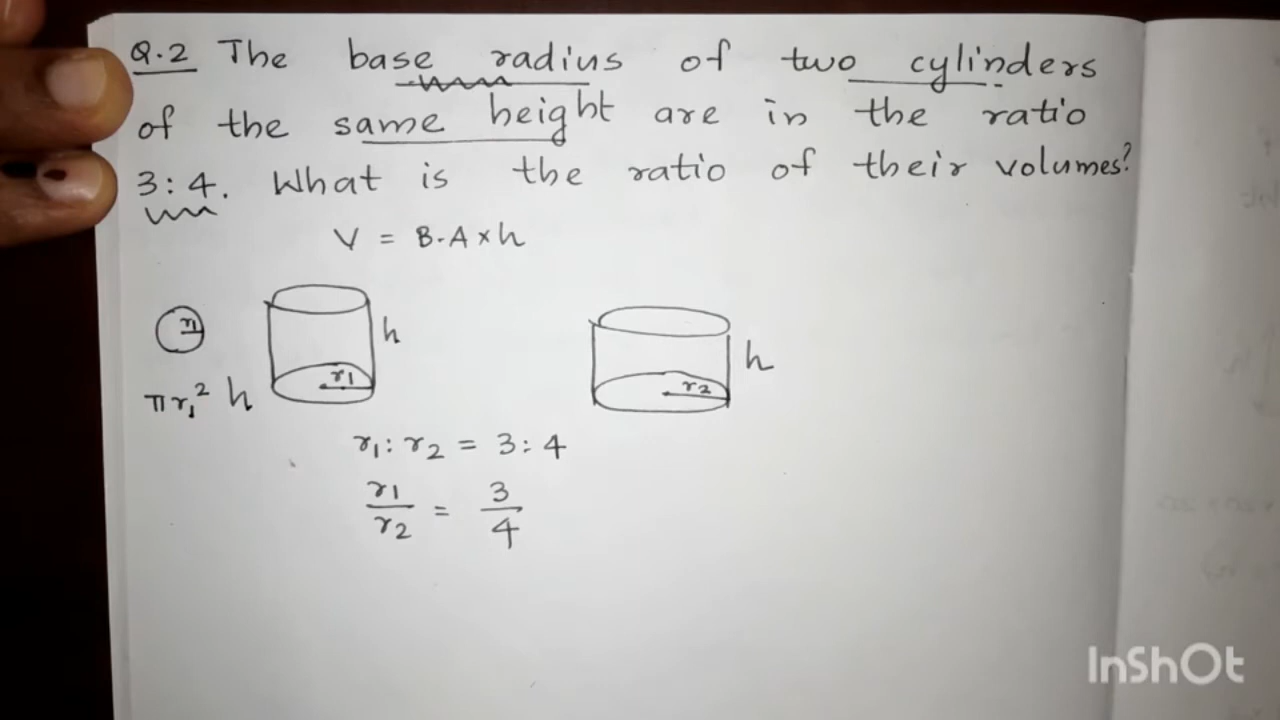 Q.2 The base radius of two cylinders
of the same height are in the ratio
3:4. What is the ratio of their volumes?
V = B.A × h
r1
h
r1
πr₁² h
h
r2
r₁ : r₂ = 3:4
r1/r2 = 3/4
InShOt